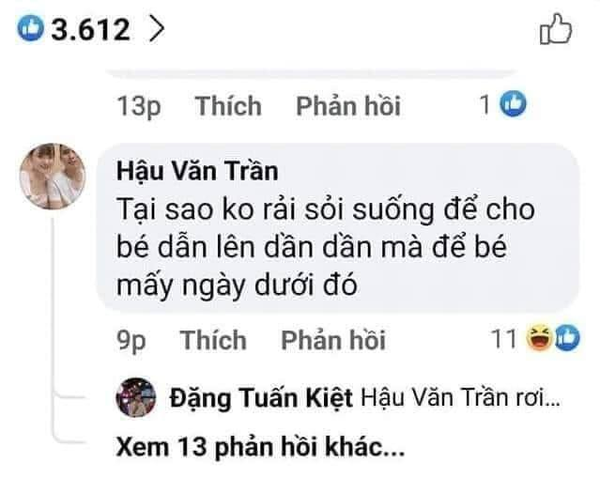 3.612
13p Thích Phản hồi 1
Hậu Văn Trần
Tại sao ko rải sỏi suống để cho
bé dẫn lên dần dần mà để bé
mấy ngày dưới đó
9p Thích Phản hồi 11
Đặng Tuấn Kiệt Hậu Văn Trần rơi...
Xem 13 phản hồi khác...